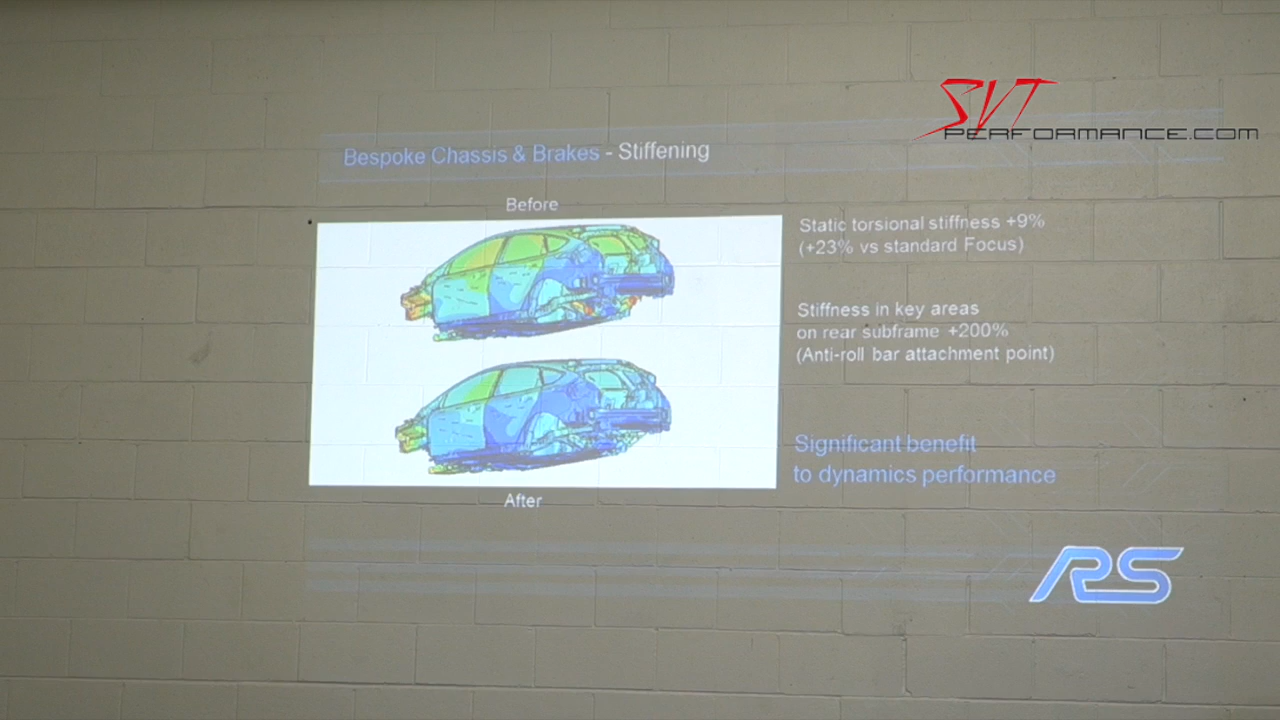 SVT
PERFORMANCE.COM
Bespoke Chassis & Brakes - Stiffening
Before
Static torsional stiffness +9%
(+23% vs standard Focus)
Stiffness in key areas
on rear subframe +200%
(Anti-roll bar attachment point)
Significant benefit
to dynamics performance
After
RS